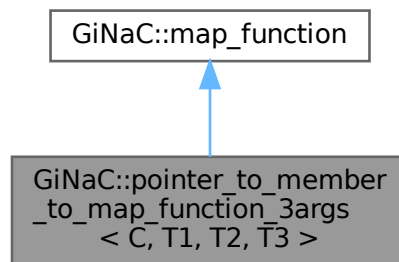 GiNaC::map_function
GiNaC::pointer_to_member
_to_map_function_3args
< C, T1, T2, T3 >